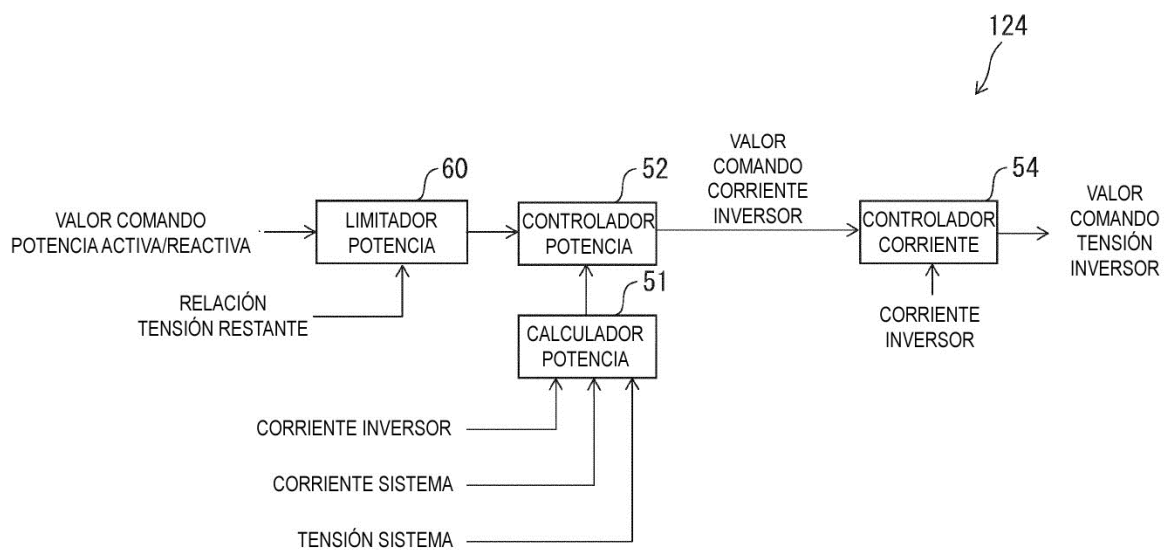 124
60
52
54
VALOR
COMANDO
CORRIENTE
INVERSOR
VALOR COMANDO
POTENCIA ACTIVA/REACTIVA
LIMITADOR
POTENCIA
CONTROLADOR
POTENCIA
CONTROLADOR
CORRIENTE
VALOR
COMANDO
TENSIÓN
INVERSOR
RELACIÓN
TENSIÓN RESTANTE
51
CALCULADOR
POTENCIA
CORRIENTE
INVERSOR
CORRIENTE INVERSOR
CORRIENTE SISTEMA
TENSIÓN SISTEMA